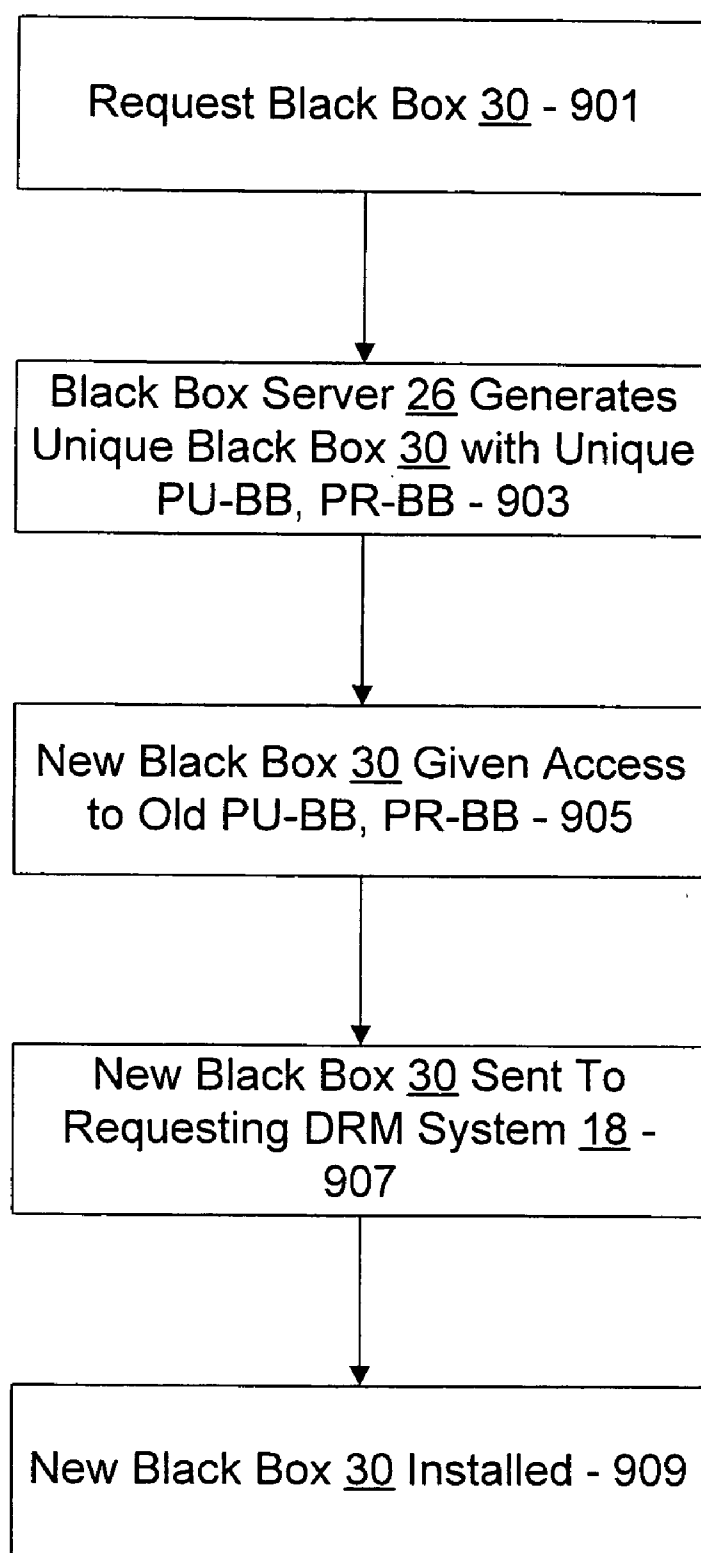 Request Black Box 30 - 901
Black Box Server 26 Generates
Unique Black Box 30 with Unique
PU-BB, PR-BB - 903
New Black Box 30 Given Access
to Old PU-BB, PR-BB - 905
New Black Box 30 Sent To
Requesting DRM System 18 -
907
New Black Box 30 Installed - 909